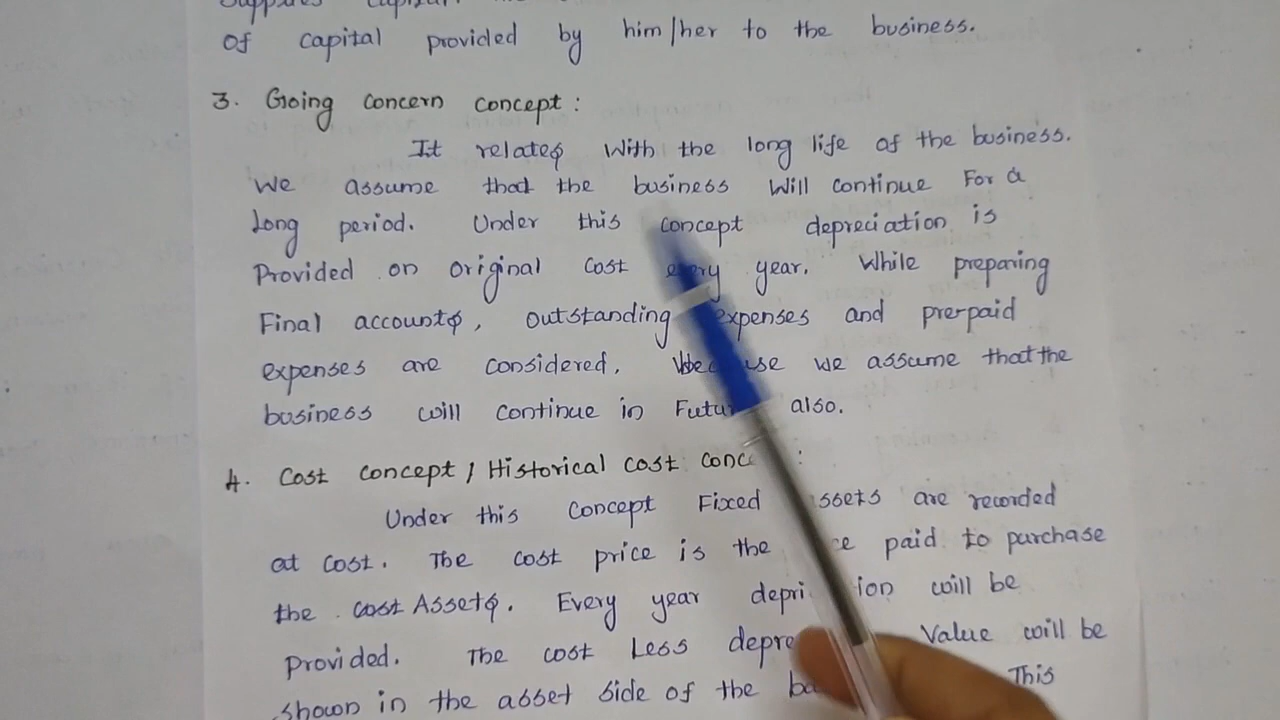 of capital provided by him/her to the business.
3. Going concern concept :
It relates with the long life of the business.
We assume that the business will continue for a
long period. Under this concept depreciation is
Provided on original cost every year. While preparing
Final accounts, outstanding expenses and pre-paid
expenses are considered, we assume that the
business will continue in Future also.
4. Cost concept / Historical cost :
Under this concept Fixed are recorded
at cost. The cost price is the paid to purchase
the cost Assets. Every year will be
provided. The cost Less Value will be
shown in the asset side of the This